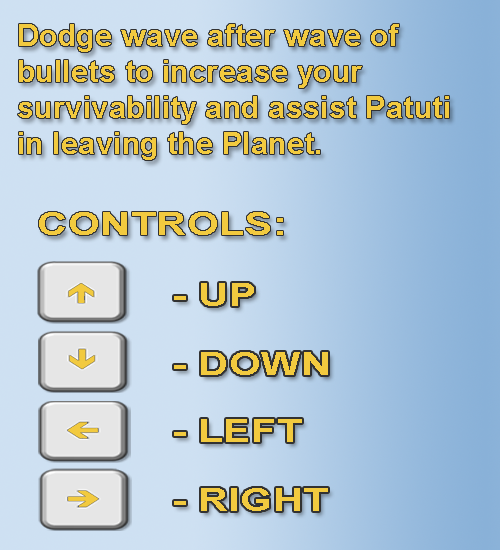 Dodge wave after wave of
bullets to increase your
survivability and assist Patuti
in leaving the Planet.
CONTROLS:
- UP
- DOWN
- LEFT
- RIGHT